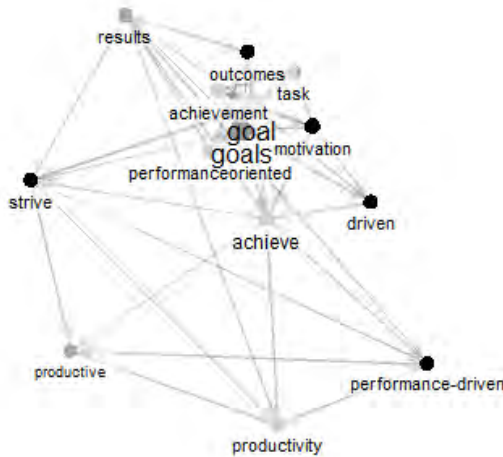 results
outcomes
task
achievement
goal
goals
motivation
performanceoriented
strive
driven
achieve
productive
performance-driven
productivity